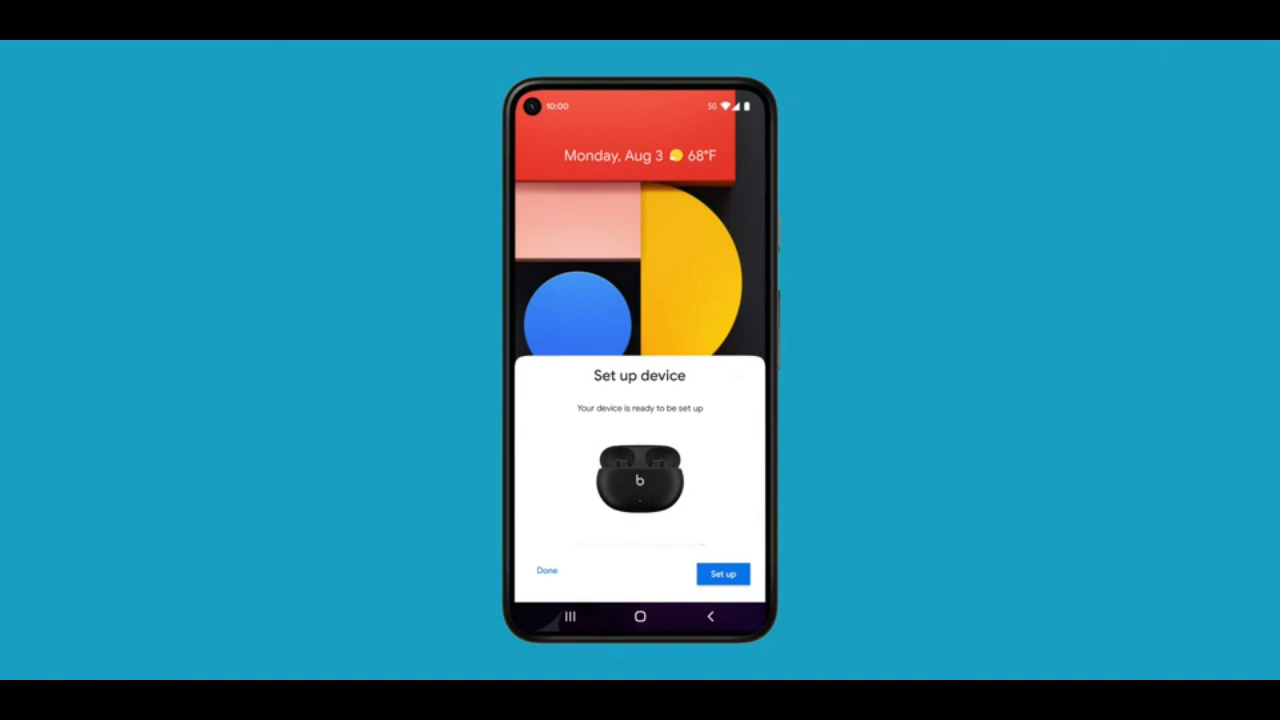 10:00 5G
Monday, Aug 3 68°F
Set up device
Your device is ready to be set up
b
Done Set up